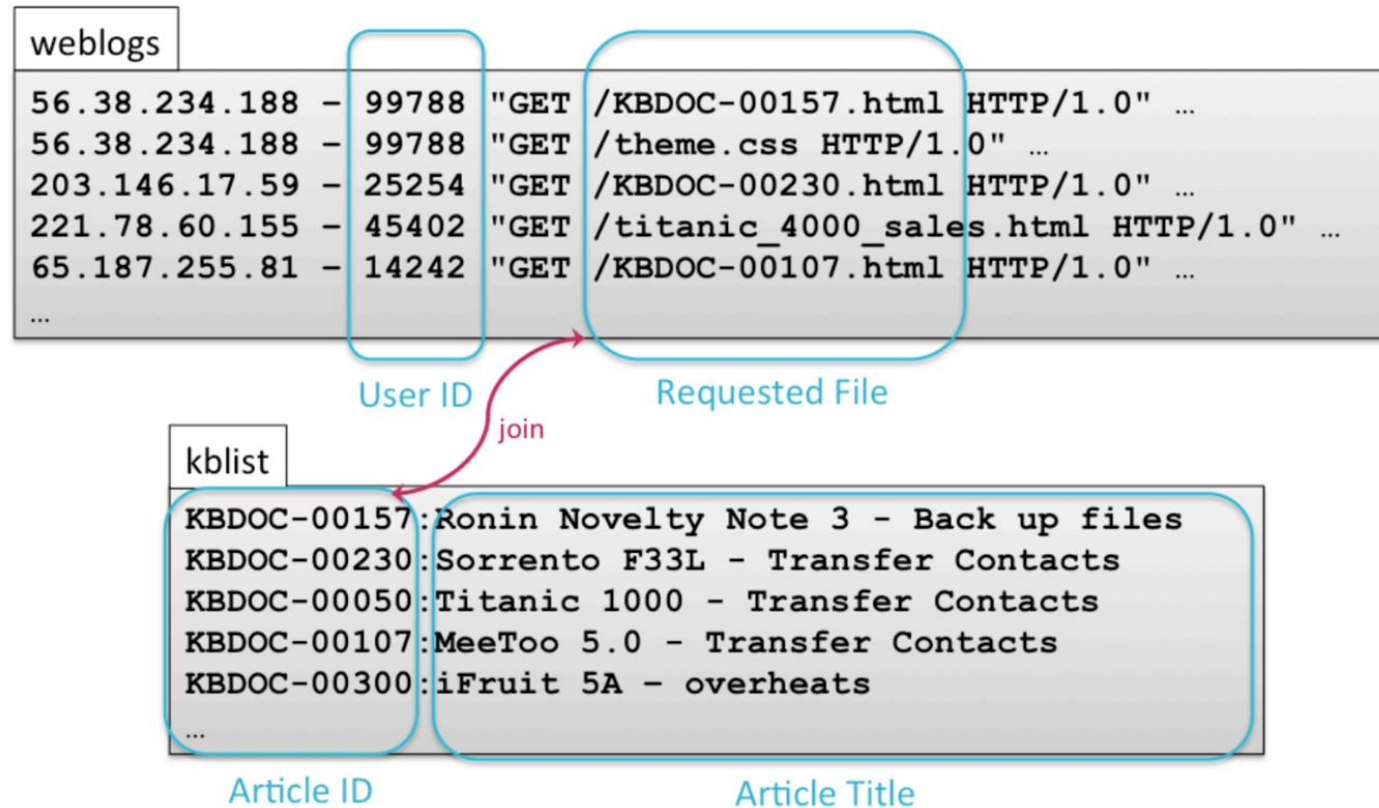 weblogs
56.38.234.188 – 99788 "GET /KBDOC-00157.html HTTP/1.0" …
56.38.234.188 – 99788 "GET /theme.css HTTP/1.0" …
203.146.17.59 – 25254 "GET /KBDOC-00230.html HTTP/1.0" …
221.78.60.155 – 45402 "GET /titanic_4000_sales.html HTTP/1.0" …
65.187.255.81 – 14242 "GET /KBDOC-00107.html HTTP/1.0" …
…
User ID
Requested File
join
kblist
KBDOC-00157:Ronin Novelty Note 3 - Back up files
KBDOC-00230:Sorrento F33L - Transfer Contacts
KBDOC-00050:Titanic 1000 - Transfer Contacts
KBDOC-00107:MeeToo 5.0 - Transfer Contacts
KBDOC-00300:iFruit 5A – overheats
…
Article ID
Article Title